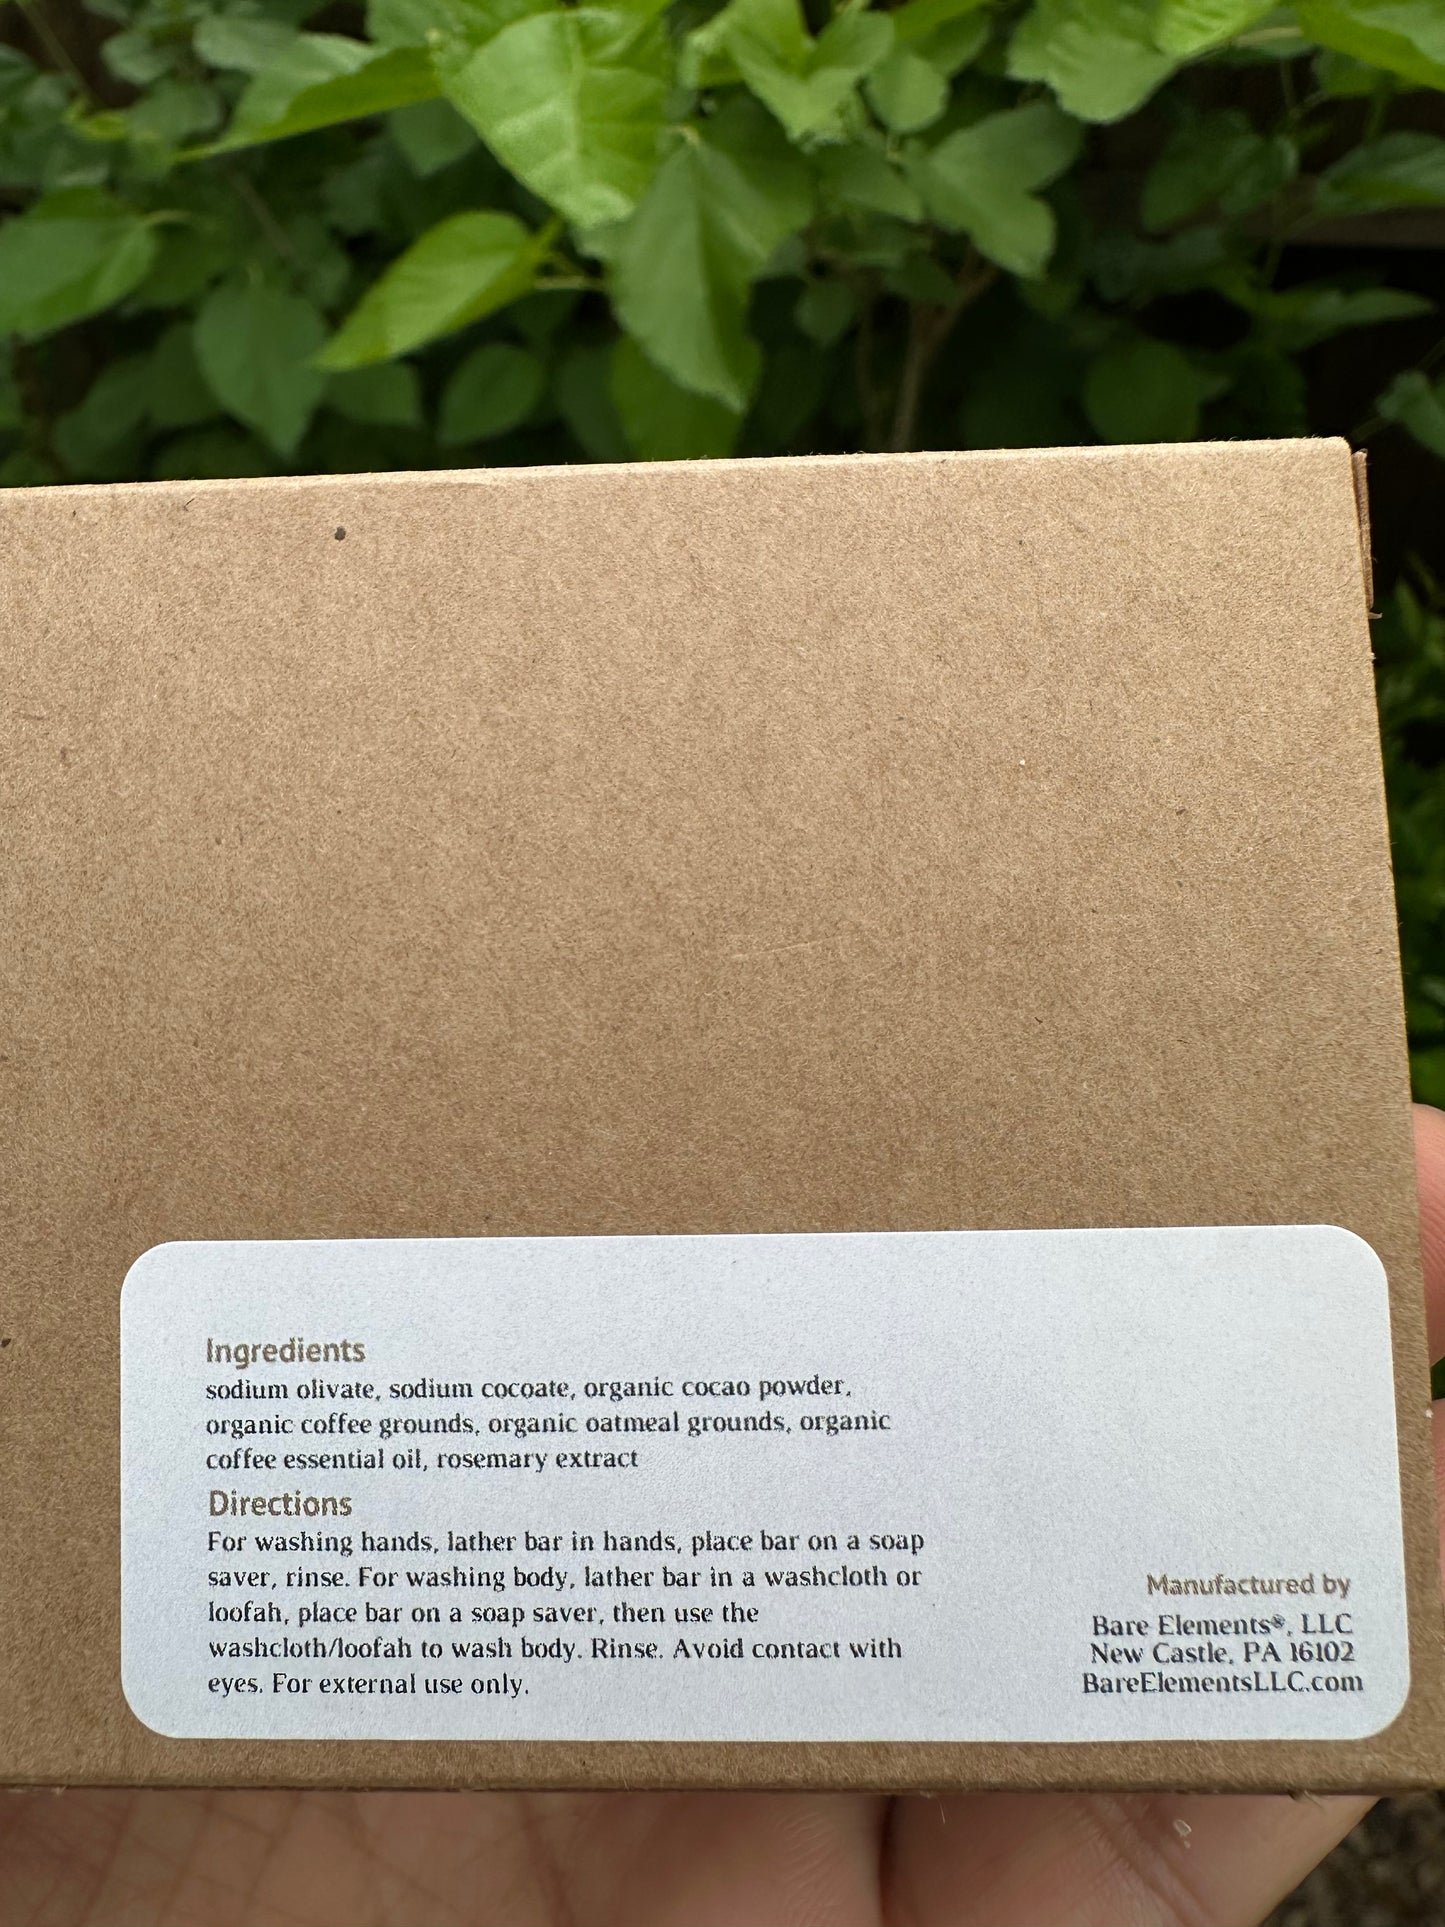 Ingredients
sodium olivate, sodium cocoate, organic cocao powder,
organic coffee grounds, organic oatmeal grounds, organic
coffee essential oil, rosemary extract
Directions
For washing hands, lather bar in hands, place bar on a soap
saver, rinse. For washing body, lather bar in a washcloth or
loofah, place bar on a soap saver, then use the
washcloth/loofah to wash body. Rinse. Avoid contact with
eyes. For external use only.
Manufactured by
Bare Elements®, LLC
New Castle, PA 16102
BareElementsLLC.com